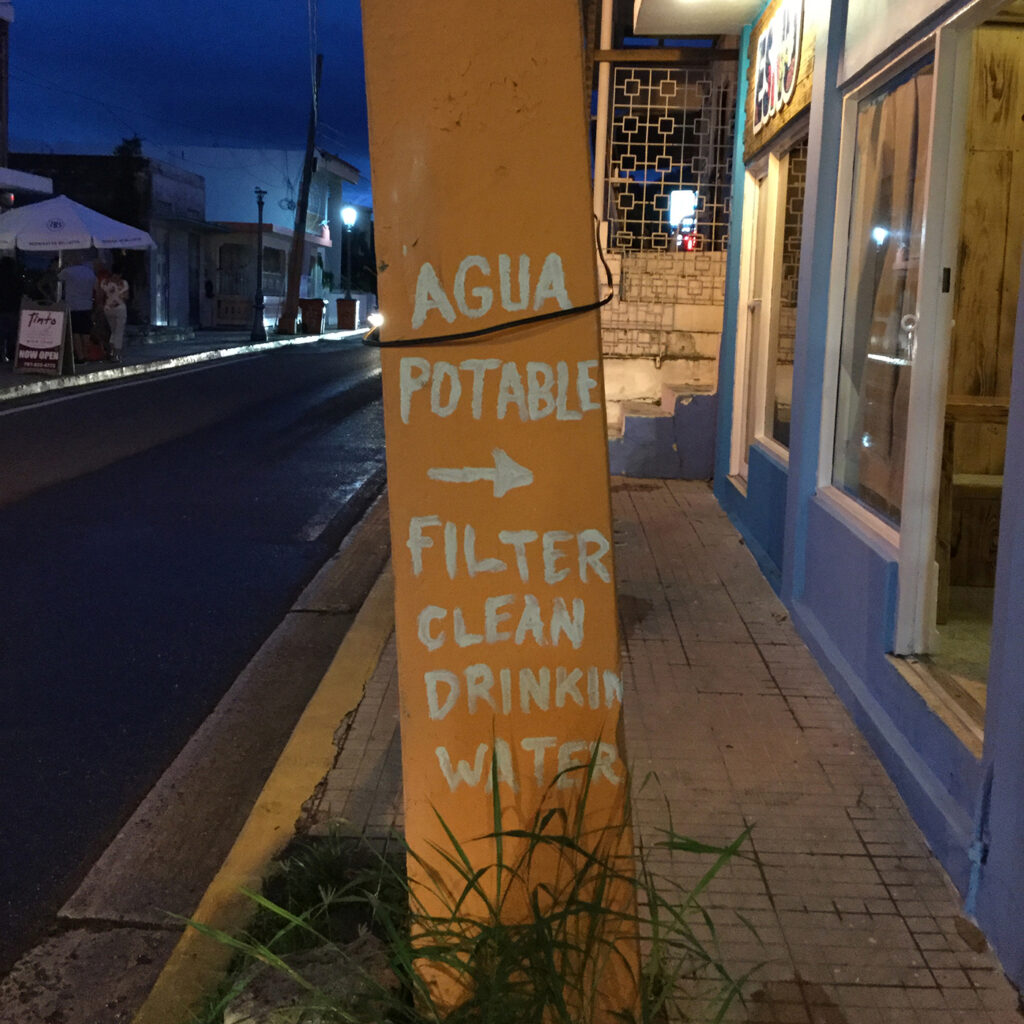 AGUA
POTABLE
FILTER
CLEAN
DRINKIN
WATER
Tinto
NOW OPEN